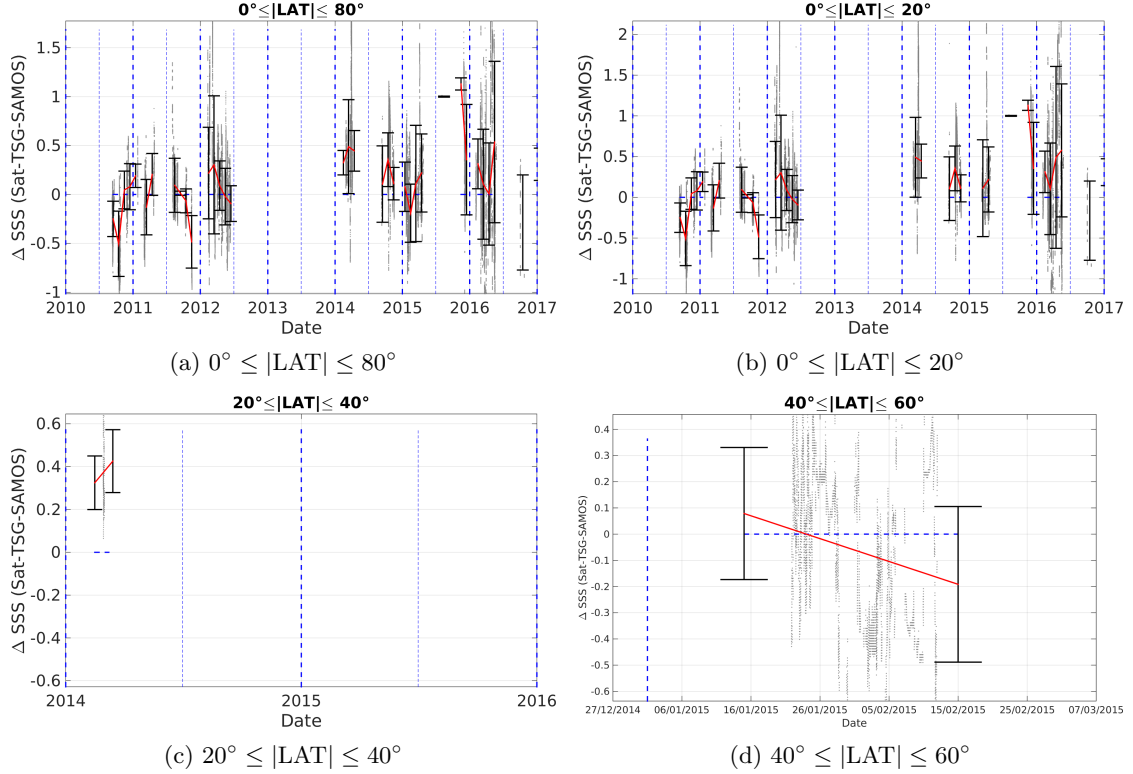 0°≤|LAT|≤ 80°
Δ SSS (Sat-TSG-SAMOS)
1.5
1
0.5
0
-0.5
-1
2010 2011 2012 2013 2014 2015 2016 2017
Date
(a) 0° ≤ |LAT| ≤ 80°
0°≤|LAT|≤ 20°
Δ SSS (Sat-TSG-SAMOS)
2
1.5
1
0.5
0
-0.5
-1
2010 2011 2012 2013 2014 2015 2016 2017
Date
(b) 0° ≤ |LAT| ≤ 20°
20°≤|LAT|≤ 40°
Δ SSS (Sat-TSG-SAMOS)
0.6
0.4
0.2
0
-0.2
-0.4
-0.6
2014 2015 2016
Date
(c) 20° ≤ |LAT| ≤ 40°
40°≤|LAT|≤ 60°
Δ SSS (Sat-TSG-SAMOS)
0.4
0.3
0.2
0.1
0
-0.1
-0.2
-0.3
-0.4
-0.5
-0.6
27/12/2014 06/01/2015 16/01/2015 26/01/2015 05/02/2015 15/02/2015 25/02/2015 07/03/2015
Date
(d) 40° ≤ |LAT| ≤ 60°